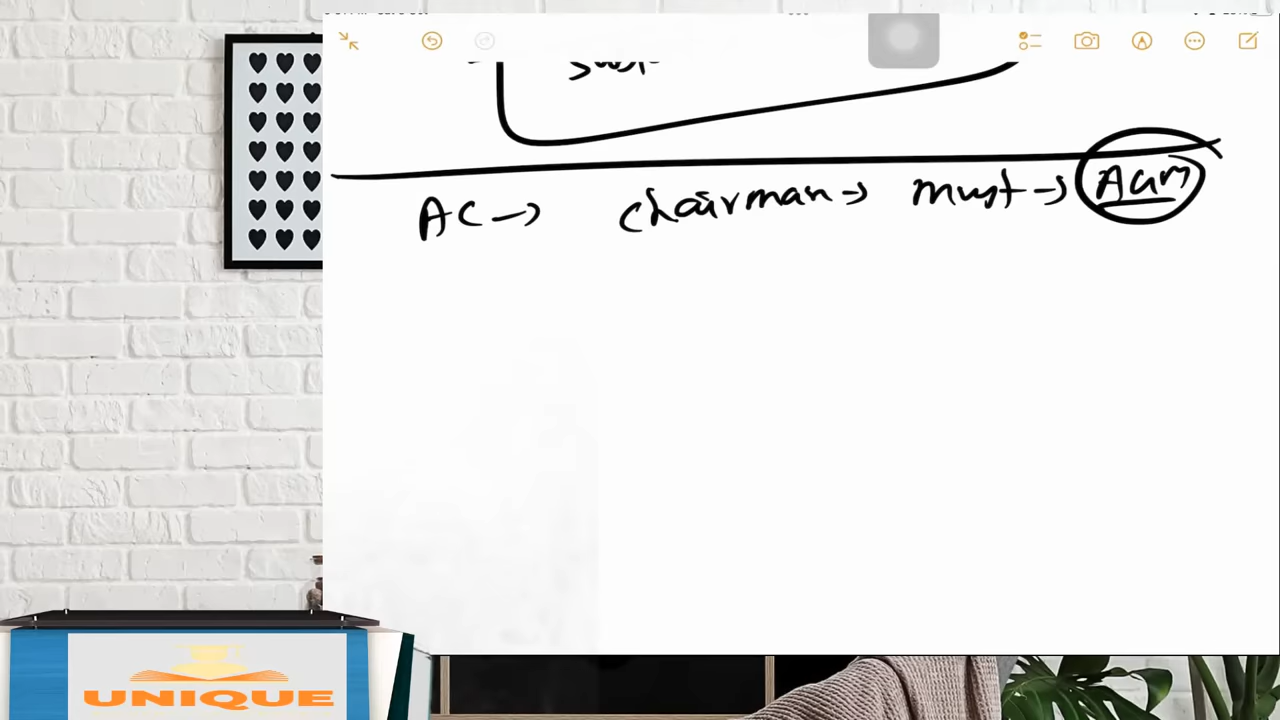 AC → chairman → must → AGM
UNIQUE